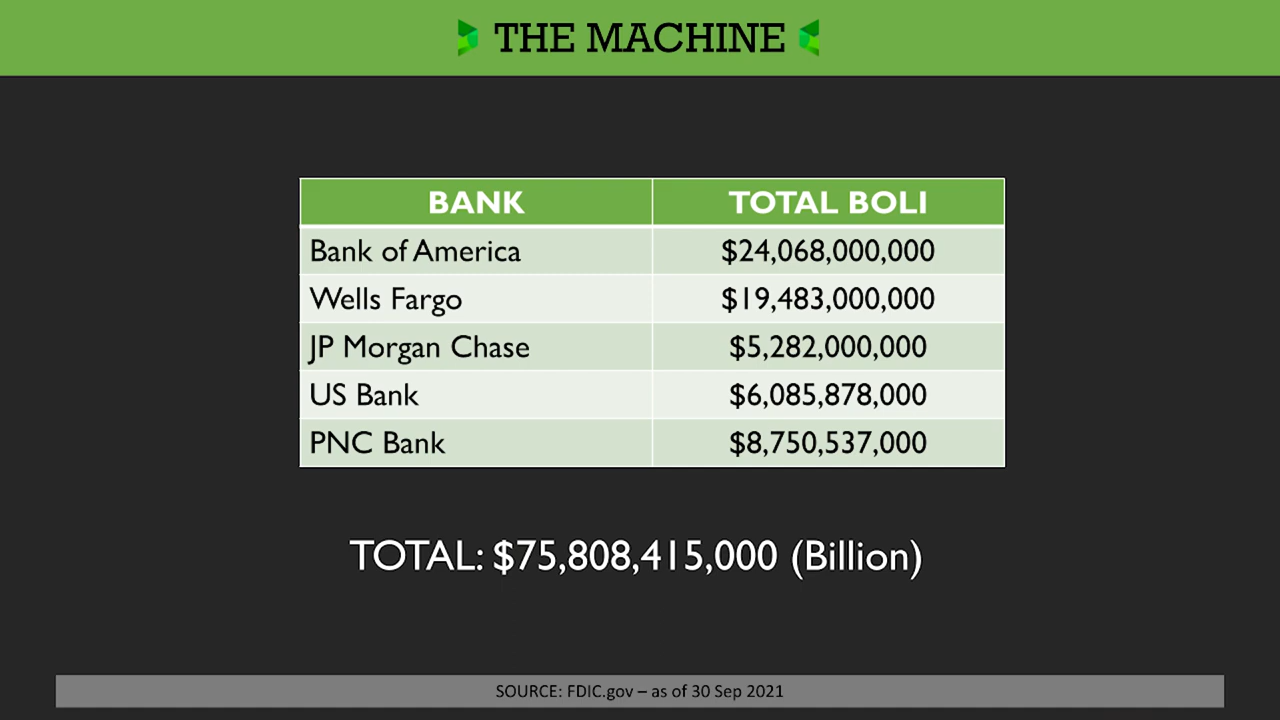 THE MACHINE
BANK TOTAL BOLI
Bank of America $24,068,000,000
Wells Fargo $19,483,000,000
JP Morgan Chase $5,282,000,000
US Bank $6,085,878,000
PNC Bank $8,750,537,000
TOTAL: $75,808,415,000 (Billion)
SOURCE: FDIC.gov – as of 30 Sep 2021